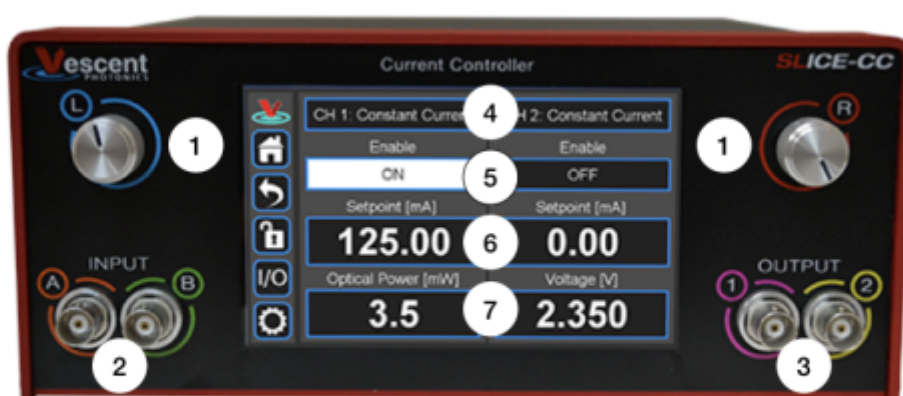 Vescent
PHOTONICS
Current Controller
SLICE-CC
L
R
1
1
CH 1: Constant Curren
4
H 2: Constant Current
Enable
Enable
ON
5
OFF
Setpoint [mA]
Setpoint [mA]
125.00
6
0.00
I/O
Optical Power [mW]
Voltage [V]
3.5
7
2.350
INPUT
A
B
2
OUTPUT
1
2
3